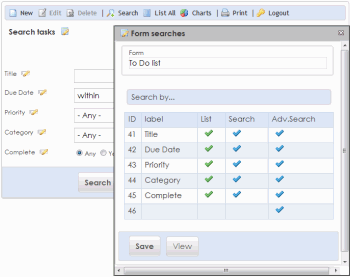 New Edit Delete | Search List All Charts | Print | Logout
Search tasks
Title
Due Date within
Priority - Any -
Category - Any -
Complete Any
Search
Form searches
Form
To Do list
Search by...
ID label List Search Adv.Search
41 Title
42 Due Date
43 Priority
44 Category
45 Complete
46
Save View